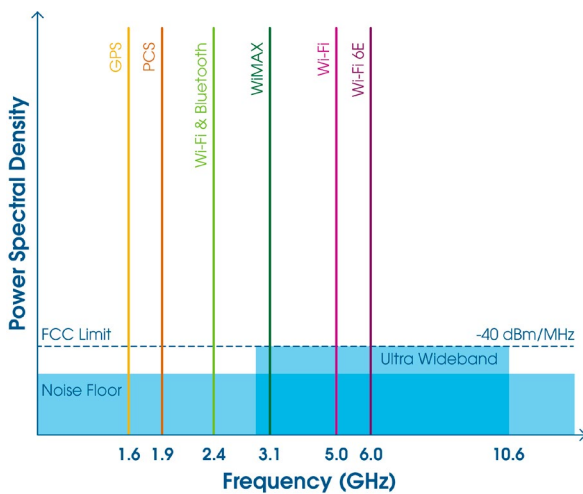 Power Spectral Density
GPS
PCS
Wi-Fi & Bluetooth
WiMAX
Wi-Fi
Wi-Fi 6E
FCC Limit
-40 dBm/MHz
Ultra Wideband
Noise Floor
1.6 1.9 2.4 3.1 5.0 6.0 10.6
Frequency (GHz)